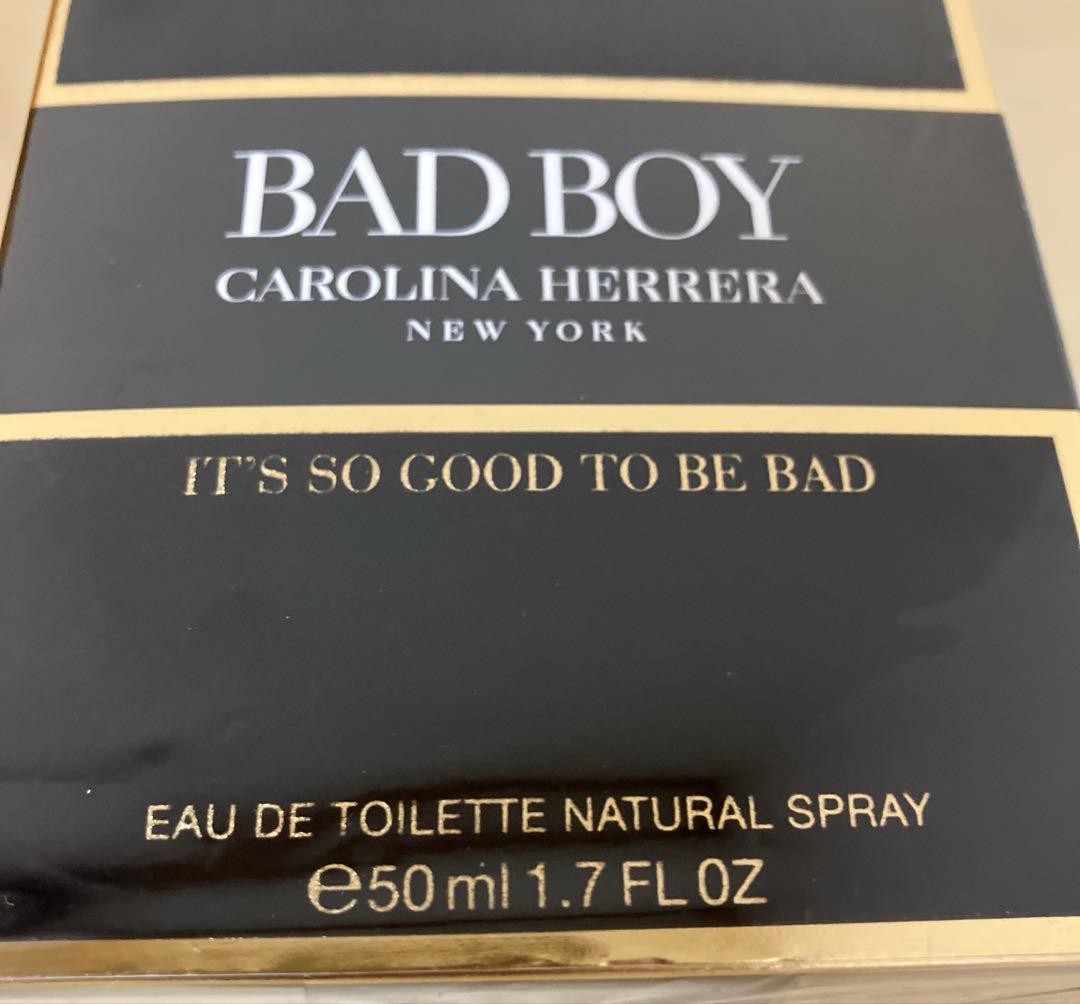 BAD BOY
CAROLINA HERRERA
NEW YORK
IT'S SO GOOD TO BE BAD
EAU DE TOILETTE NATURAL SPRAY
℮50 ml 1.7 FL OZ